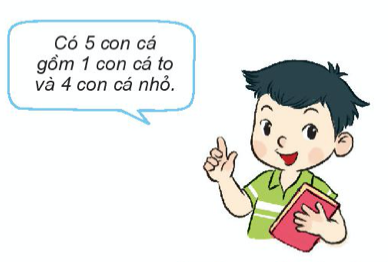 Có 5 con cá
gồm 1 con cá to
và 4 con cá nhỏ.